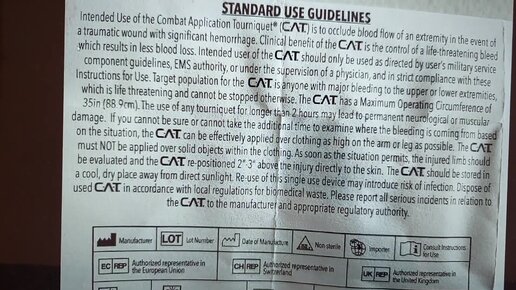 STANDARD USE GUIDELINES
Intended Use of the Combat Application Tourniquet® (C.A.T.) is to occlude blood flow of an extremity in the event of
a traumatic wound with significant hemorrhage. Clinical benefit of the C.A.T. is the control of a life-threatening bleed
which results in less blood loss. Intended user of the C.A.T. should only be used as directed by user's military service
component guidelines, EMS authority, or under the supervision of a physician, and in strict compliance with these
Instructions for Use. Target population for the C.A.T. is anyone with major bleeding to the upper or lower extremities,
which is life threatening and cannot be stopped otherwise. The C.A.T. has a Maximum Operating Circumference of
35in (88.9cm). The use of any tourniquet for longer than 2 hours may lead to permanent neurological or muscular
damage. If you cannot be sure or cannot take the additional time to examine where the bleeding is coming from based
on the situation, the C.A.T. can be effectively applied over clothing as high on the arm or leg as possible. The C.A.T.
must NOT be applied over solid objects within the clothing. As soon as the situation permits, the injured limb should
be evaluated and the C.A.T. re-positioned 2"-3" above the injury directly to the skin. The C.A.T. should be stored in
a cool, dry place away from direct sunlight. Re-use of this single use device may introduce risk of infection. Dispose of
used C.A.T. in accordance with local regulations for biomedical waste. Please report all serious incidents in relation to
the C.A.T. to the manufacturer and appropriate regulatory authority.
Manufacturer LOT Lot Number Date of Manufacture Non-sterile Importer Consult Instructions for Use
EC REP Authorized representative in the European Union CH REP Authorized representative in Switzerland UK REP Authorized representative in the United Kingdom